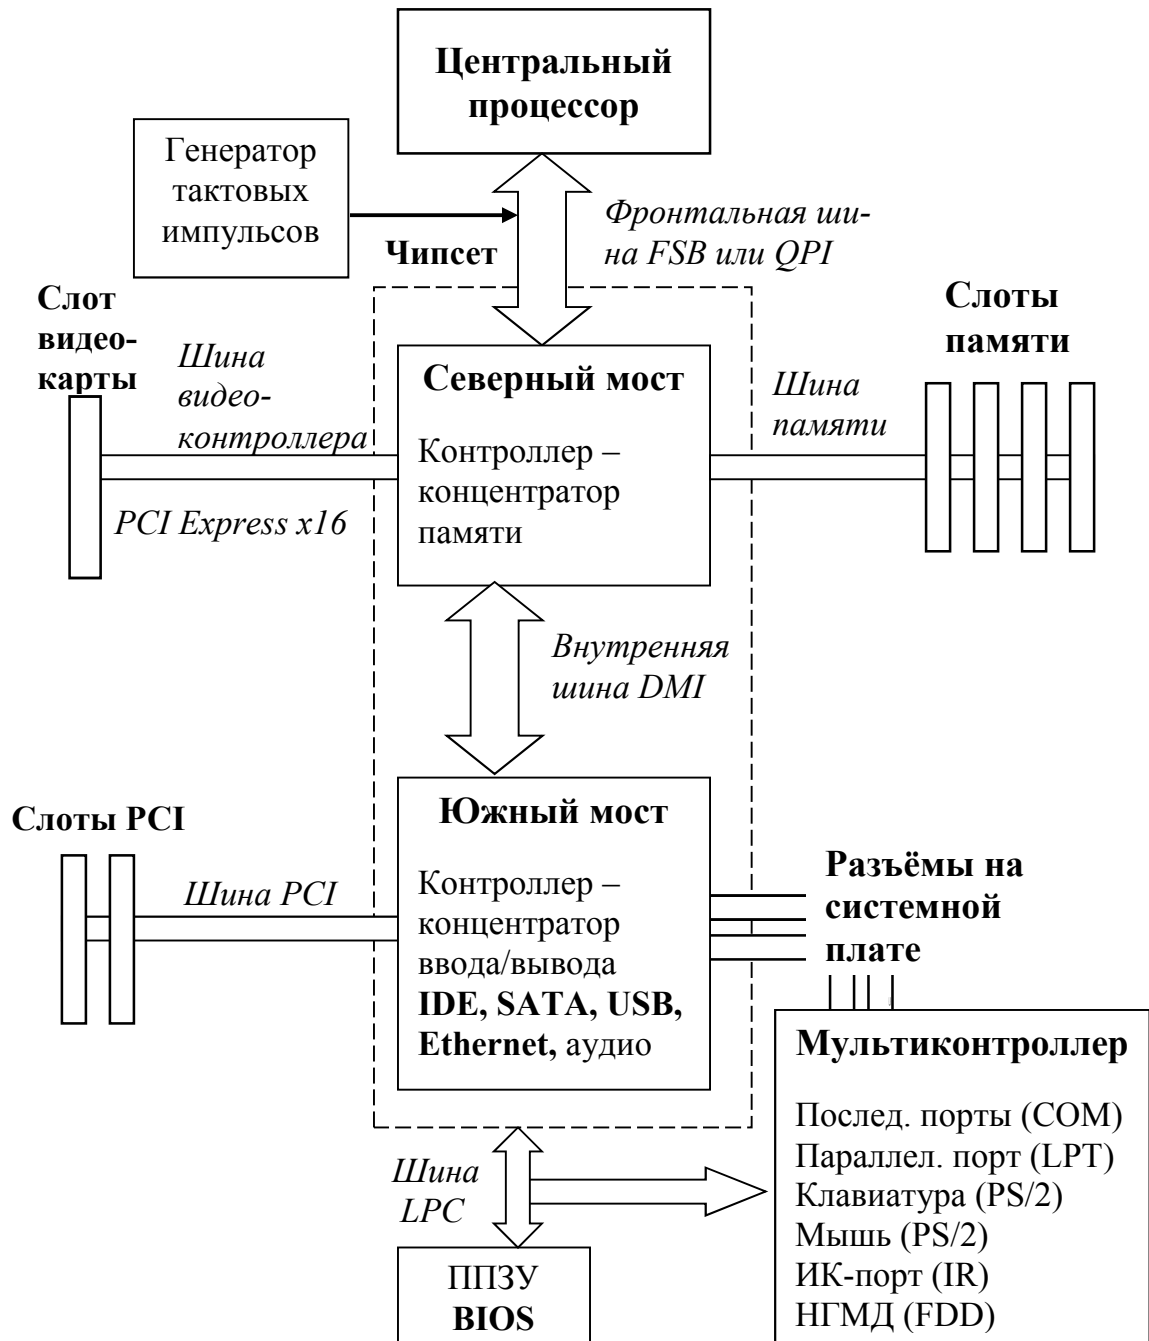 Центральный
процессор
Генератор
тактовых
импульсов
Фронтальная ши-
на FSB или QPI
Чипсет
Слот
видео-
карты
Шина
видео-
контроллера
PCI Express x16
Северный мост
Контроллер –
концентратор
памяти
Шина
памяти
Слоты
памяти
Внутренняя
шина DMI
Слоты PCI
Шина PCI
Южный мост
Контроллер –
концентратор
ввода/вывода
IDE, SATA, USB,
Ethernet, аудио
Разъёмы на
системной
плате
Мультиконтроллер
Послед. порты (COM)
Параллел. порт (LPT)
Клавиатура (PS/2)
Мышь (PS/2)
ИК-порт (IR)
НГМД (FDD)
Шина
LPC
ППЗУ
BIOS